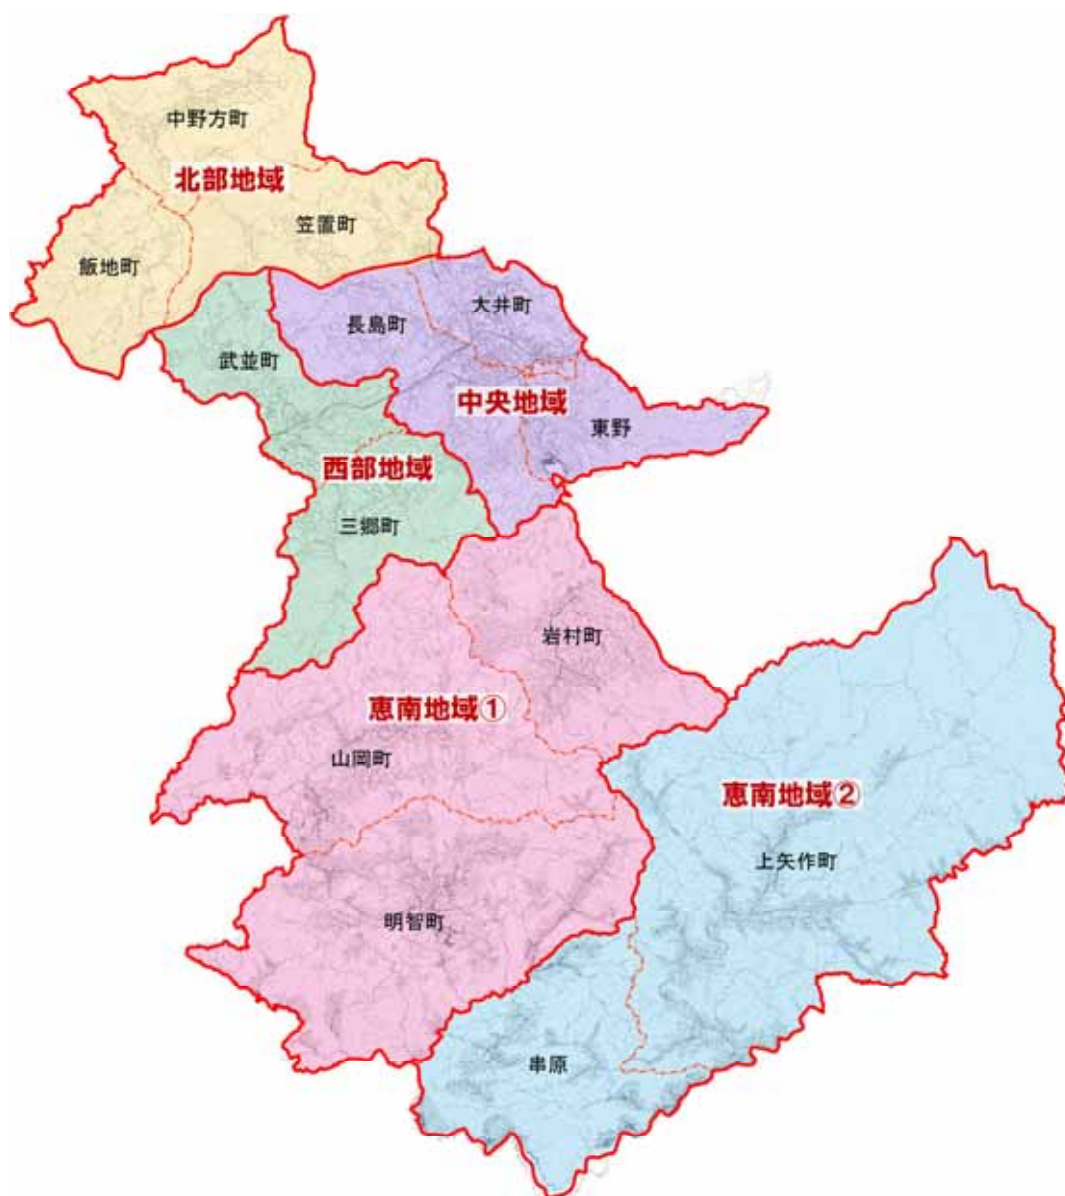 中野方町
北部地域
笠置町
飯地町
大井町
長島町
武並町
中央地域
東野
西部地域
三郷町
岩村町
恵南地域①
山岡町
恵南地域②
上矢作町
明智町
串原